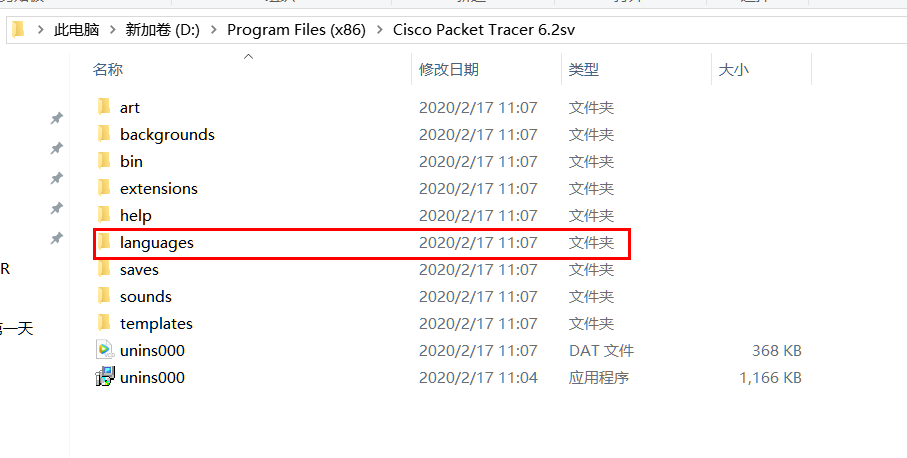 此电脑 > 新加卷 (D:) > Program Files (x86) > Cisco Packet Tracer 6.2sv
名称 修改日期 类型 大小
art 2020/2/17 11:07 文件夹
backgrounds 2020/2/17 11:07 文件夹
bin 2020/2/17 11:07 文件夹
extensions 2020/2/17 11:07 文件夹
help 2020/2/17 11:07 文件夹
languages 2020/2/17 11:07 文件夹
R
saves 2020/2/17 11:07 文件夹
sounds 2020/2/17 11:07 文件夹
templates 2020/2/17 11:07 文件夹
第一天
unins000 2020/2/17 11:07 DAT 文件 368 KB
unins000 2020/2/17 11:04 应用程序 1,166 KB